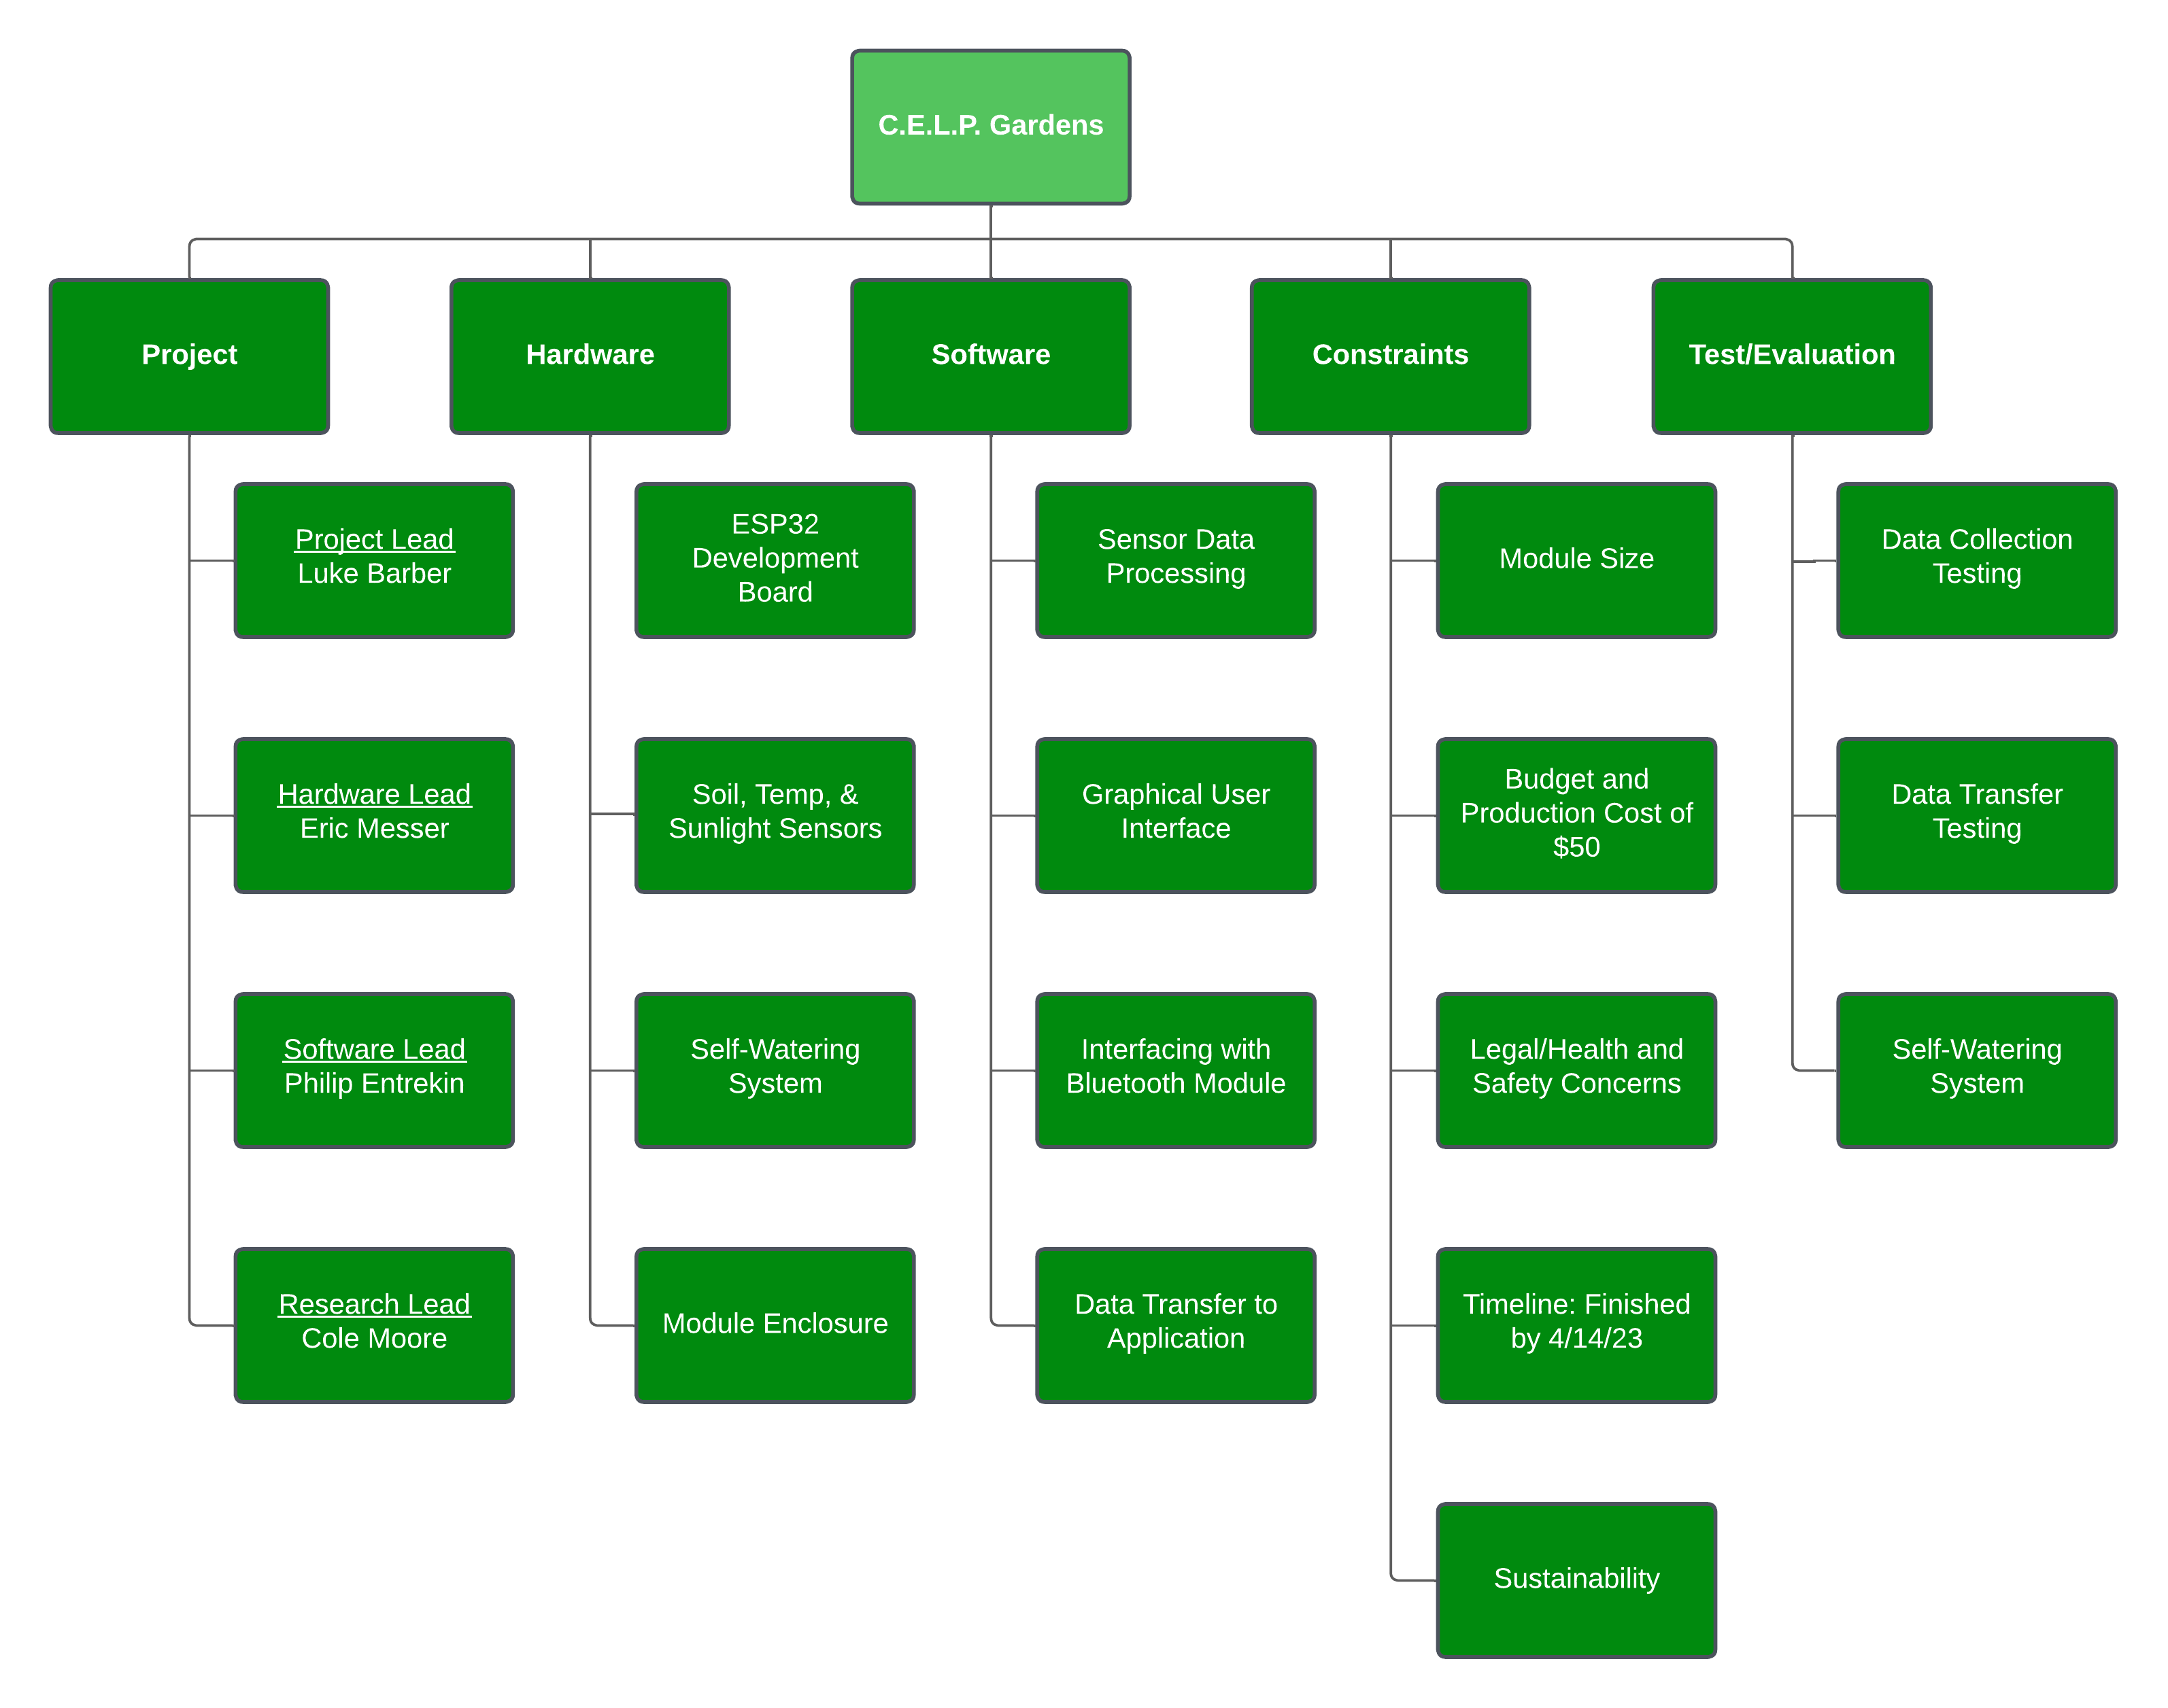 C.E.L.P. Gardens
Project
Hardware
Software
Constraints
Test/Evaluation
Project Lead
Luke Barber
Hardware Lead
Eric Messer
Software Lead
Philip Entrekin
Research Lead
Cole Moore
ESP32
Development
Board
Soil, Temp, &
Sunlight Sensors
Self-Watering
System
Module Enclosure
Sensor Data
Processing
Graphical User
Interface
Interfacing with
Bluetooth Module
Data Transfer to
Application
Module Size
Budget and
Production Cost of
$50
Legal/Health and
Safety Concerns
Timeline: Finished
by 4/14/23
Sustainability
Data Collection
Testing
Data Transfer
Testing
Self-Watering
System